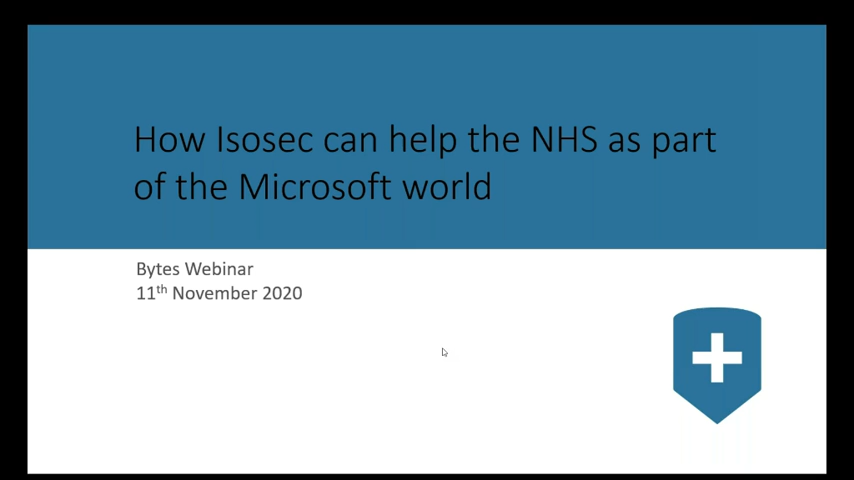 How Isosec can help the NHS as part
of the Microsoft world
Bytes Webinar
11th November 2020